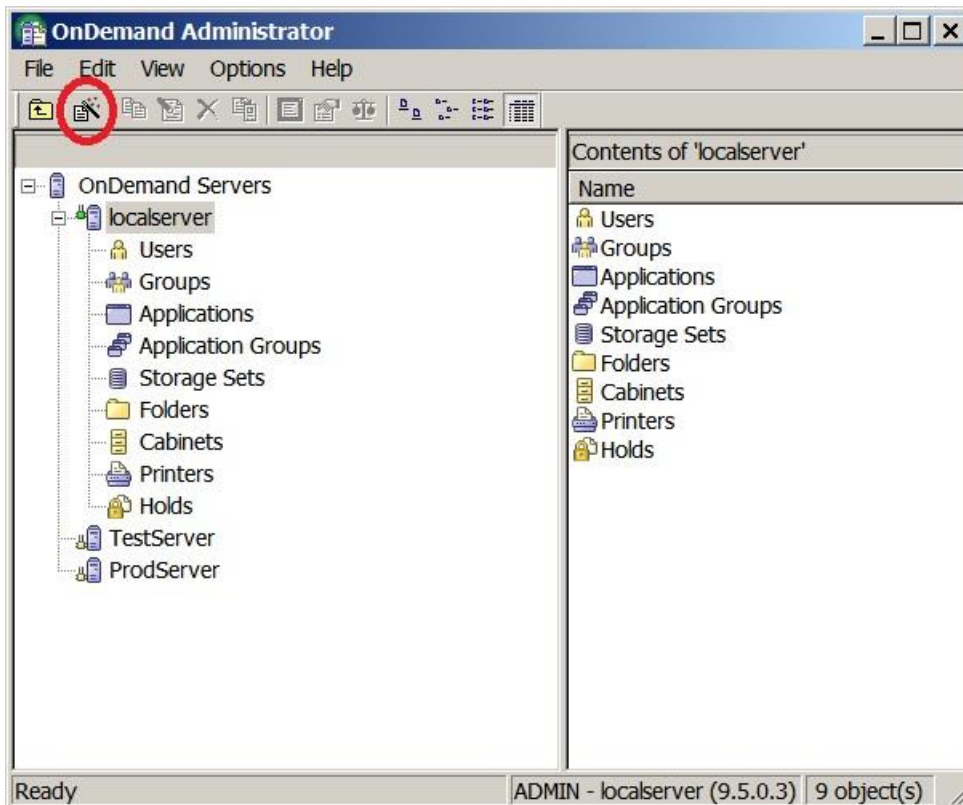 OnDemand Administrator
File Edit View Options Help
Contents of 'localserver'
Name
OnDemand Servers
localserver
Users
Groups
Applications
Application Groups
Storage Sets
Folders
Cabinets
Printers
Holds
TestServer
ProdServer
Users
Groups
Applications
Application Groups
Storage Sets
Folders
Cabinets
Printers
Holds
Ready ADMIN - localserver (9.5.0.3) 9 object(s)